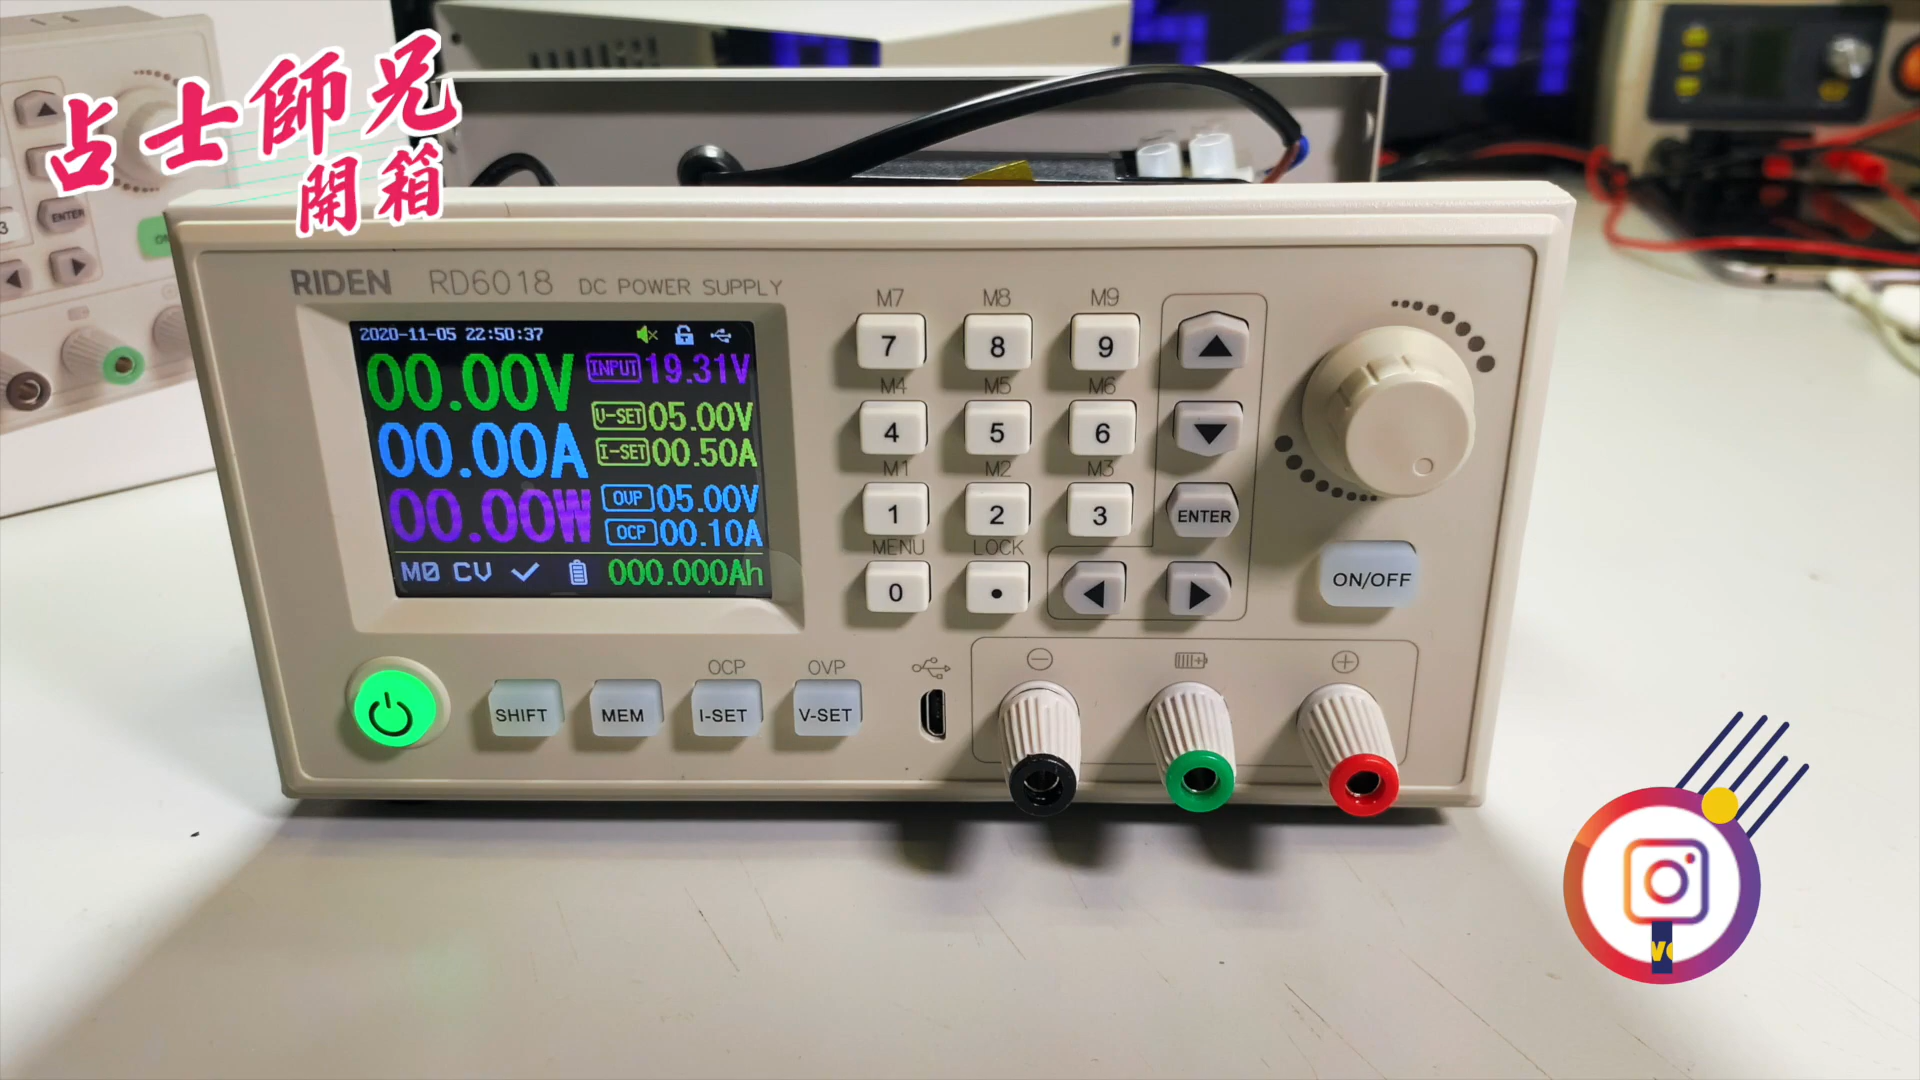 占士師兄
開箱
ENTER
3
RIDEN RD6018 DC POWER SUPPLY
2020-11-05 22:50:37
00.00V INPUT 19.31V
V-SET 05.00V
00.00A I-SET 00.50A
OVP 05.00V
00.00W OCP 00.10A
M0 CV 000.000Ah
M7 M8 M9
7 8 9
M4 M5 M6
4 5 6
M1 M2 M3
1 2 3 ENTER
MENU LOCK
0 •
ON/OFF
OCP OVP
SHIFT MEM I-SET V-SET